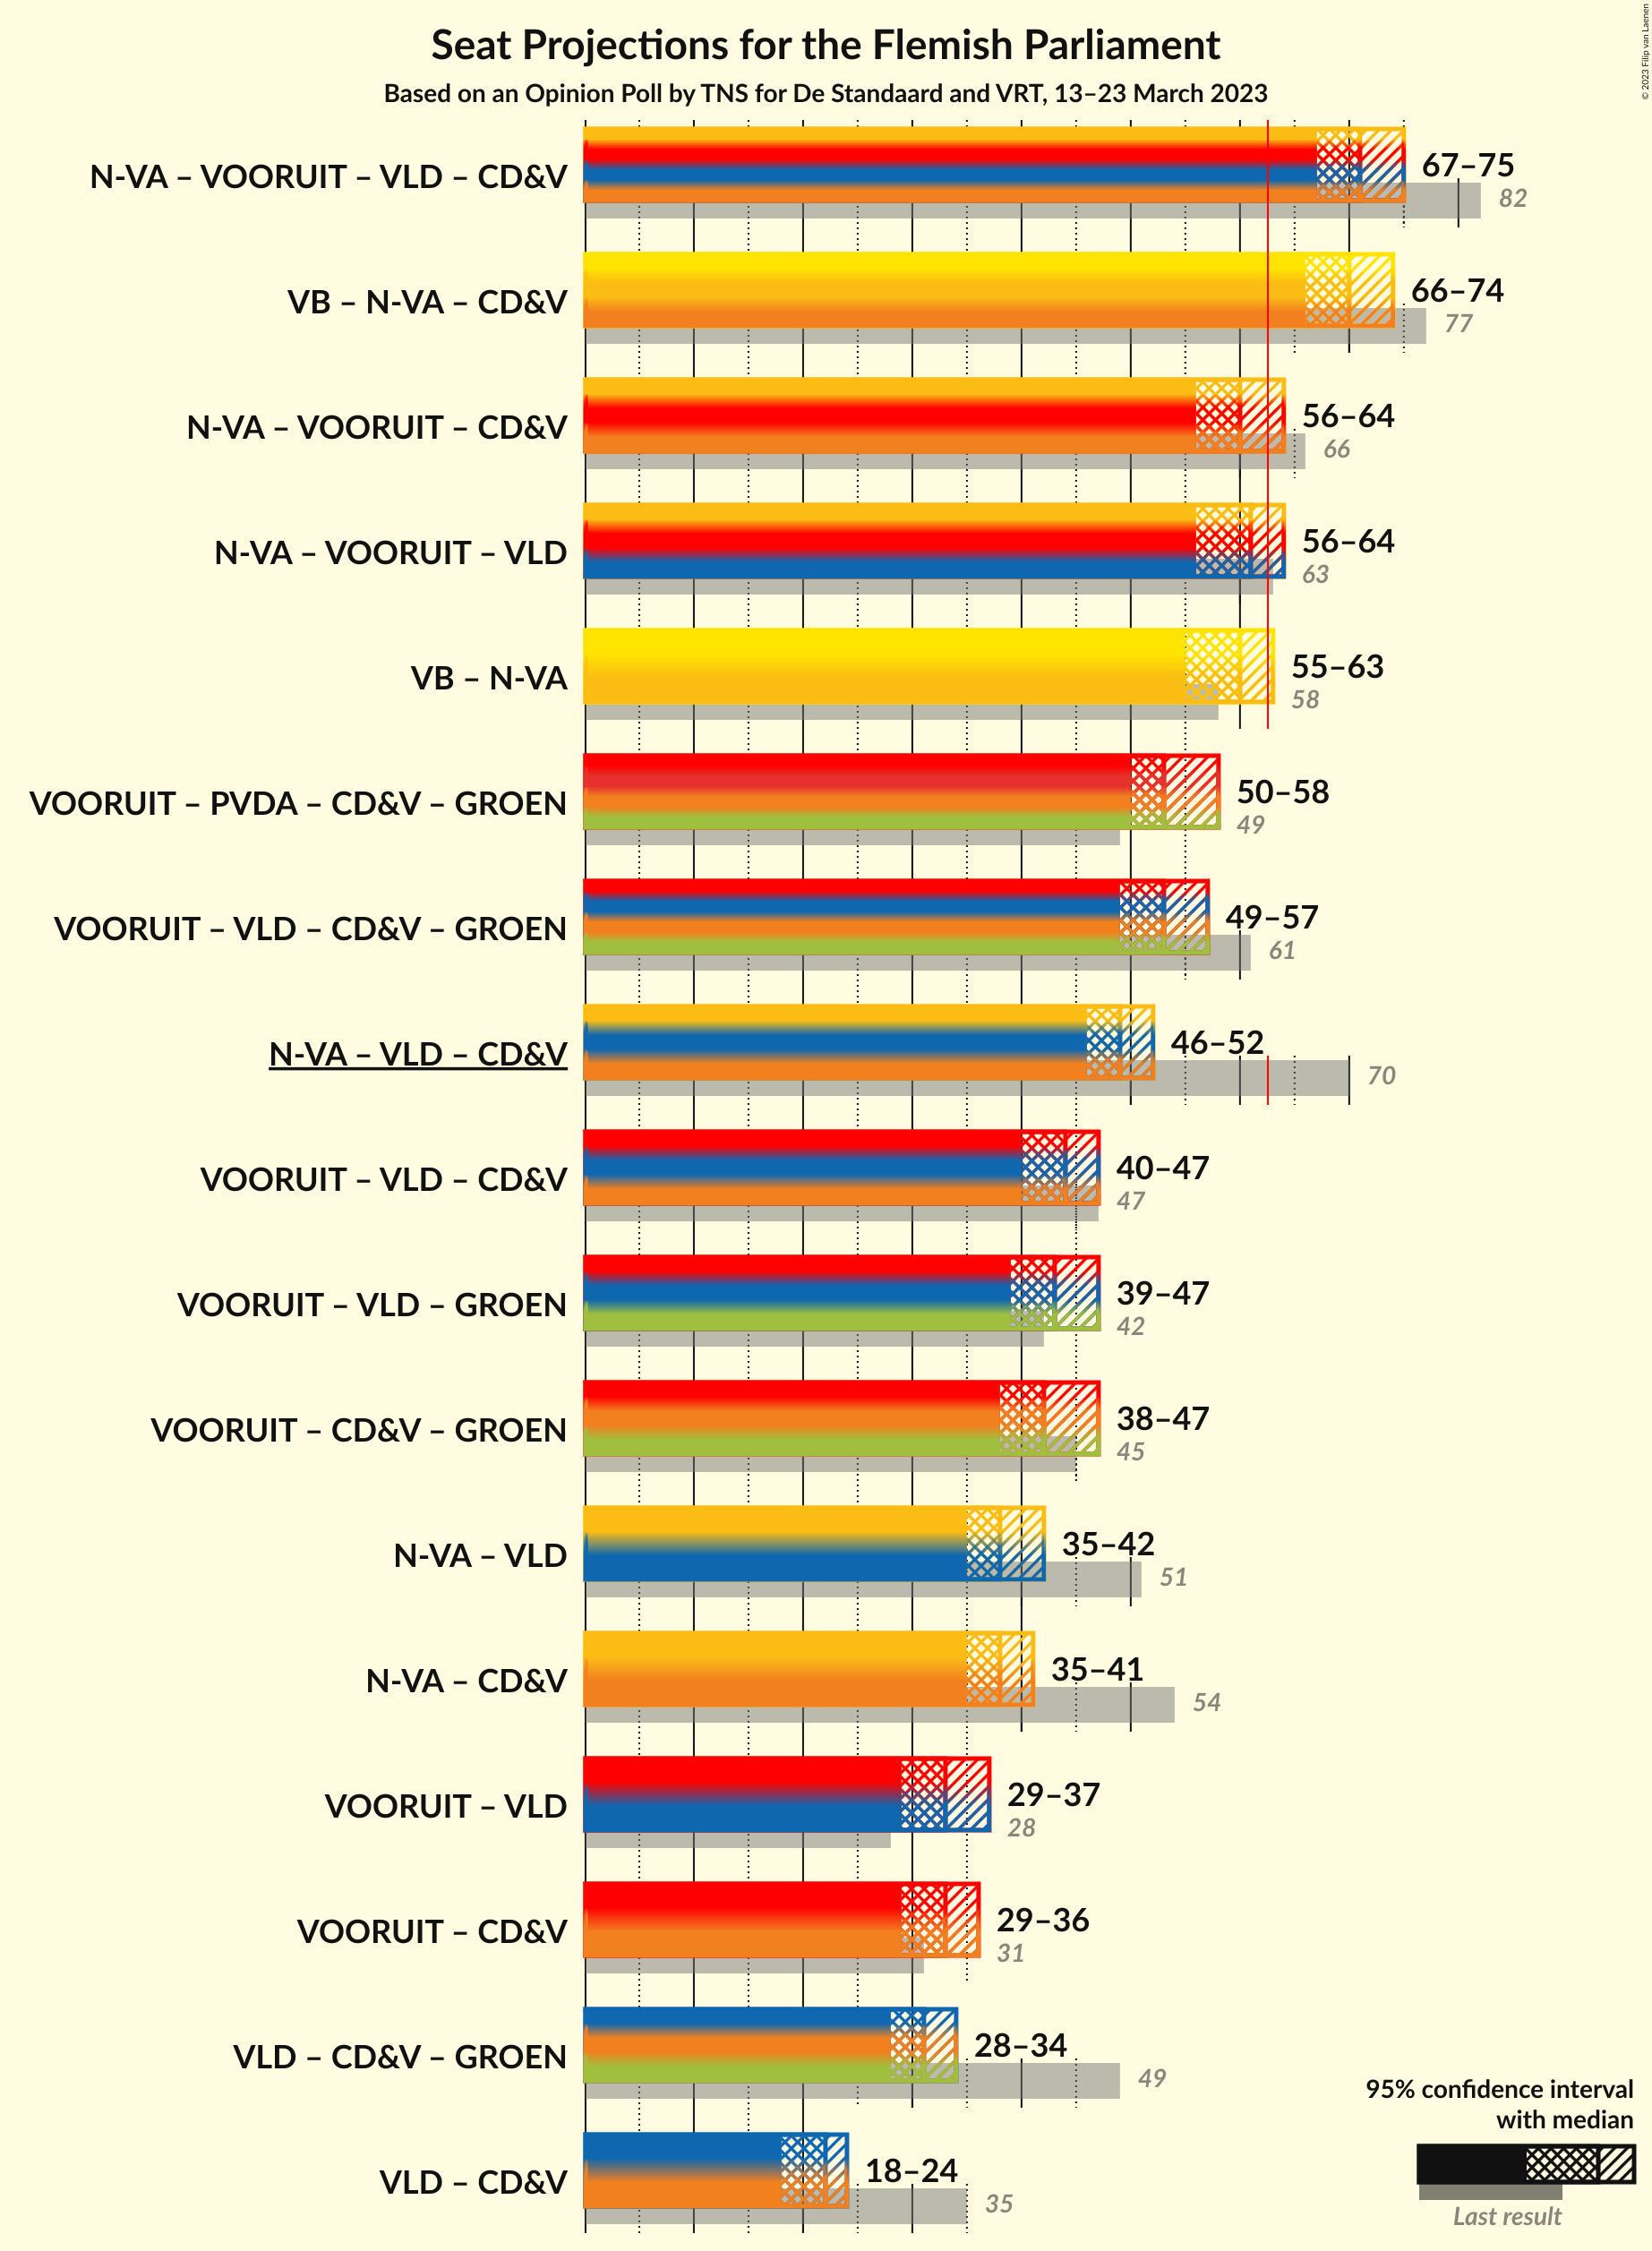 © 2023 Filip van Laenen
Seat Projections for the Flemish Parliament
Based on an Opinion Poll by TNS for De Standaard and VRT, 13–23 March 2023
N-VA – VOORUIT – VLD – CD&V
67–75
82
VB – N-VA – CD&V
66–74
77
N-VA – VOORUIT – CD&V
56–64
66
N-VA – VOORUIT – VLD
56–64
63
VB – N-VA
55–63
58
VOORUIT – PVDA – CD&V – GROEN
50–58
49
VOORUIT – VLD – CD&V – GROEN
49–57
61
N-VA – VLD – CD&V
46–52
70
VOORUIT – VLD – CD&V
40–47
47
VOORUIT – VLD – GROEN
39–47
42
VOORUIT – CD&V – GROEN
38–47
45
N-VA – VLD
35–42
51
N-VA – CD&V
35–41
54
VOORUIT – VLD
29–37
28
VOORUIT – CD&V
29–36
31
VLD – CD&V – GROEN
28–34
49
VLD – CD&V
18–24
35
95% confidence interval
with median
Last result